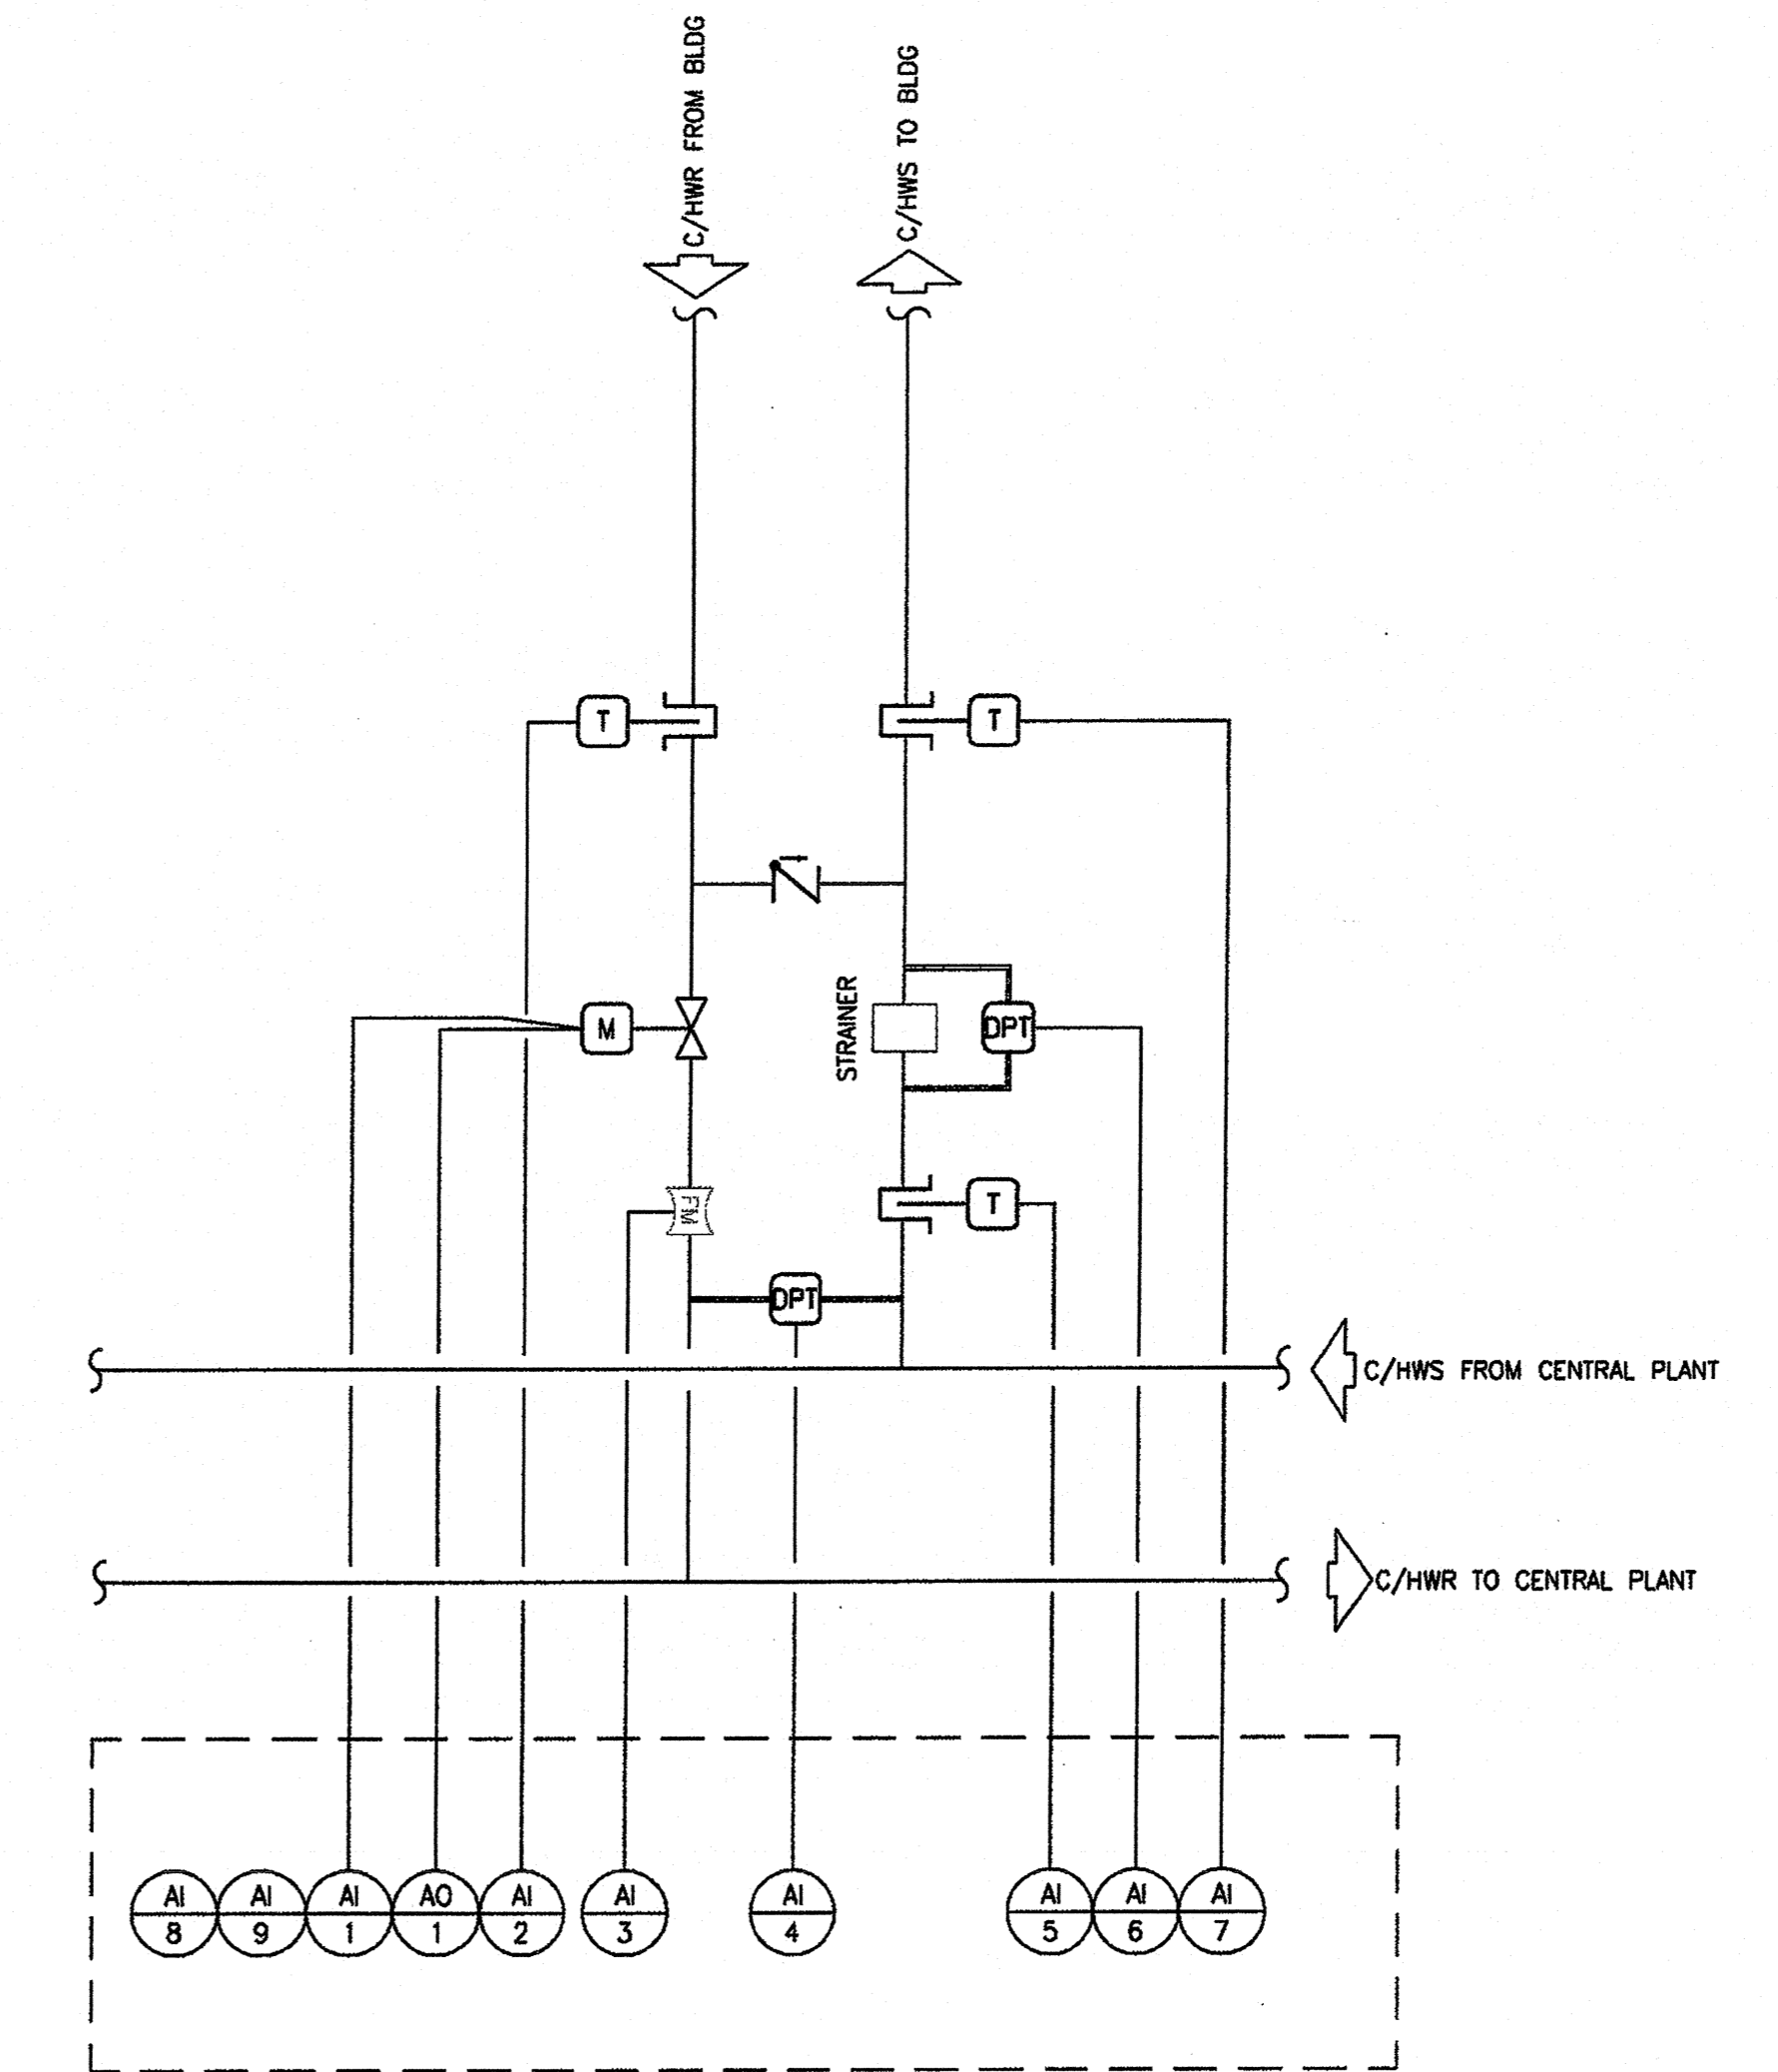 C/HWR FROM BLDG
C/HWS TO BLDG
T
T
M
STRAINER
DPT
FM
T
DPT
C/HWS FROM CENTRAL PLANT
C/HWR TO CENTRAL PLANT
AI
8
AI
9
AI
1
AO
1
AI
2
AI
3
AI
4
AI
5
AI
6
AI
7